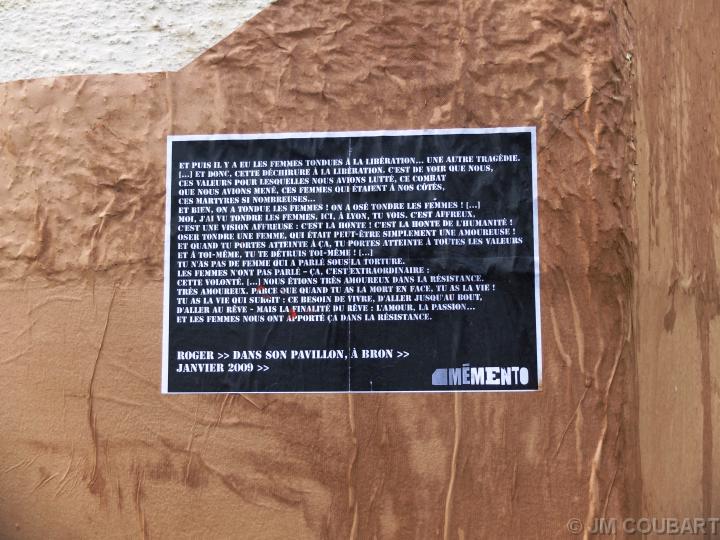 ET PUIS IL Y A EU LES FEMMES TONDUES À LA LIBÉRATION... UNE AUTRE TRAGÉDIE.
[...] ET DONC, CETTE DÉCHIRURE À LA LIBÉRATION. C'EST DE VOIR QUE NOUS,
CES VALEURS POUR LESQUELLES NOUS AVIONS LUTTÉ, CE COMBAT
QUE NOUS AVIONS MENÉ, CES FEMMES QUI ÉTAIENT À NOS CÔTÉS,
CES MARTYRES SI NOMBREUSES...
ET BIEN, ON A TONDUE LES FEMMES ! ON A OSÉ TONDRE LES FEMMES ! [...]
MOI, J'AI VU TONDRE LES FEMMES, ICI, À LYON, TU VOIS. C'EST AFFREUX,
C'EST UNE VISION AFFREUSE : C'EST LA HONTE ! C'EST LA HONTE DE L'HUMANITÉ !
OSER TONDRE UNE FEMME, QUI ÉTAIT PEUT-ÊTRE SIMPLEMENT UNE AMOUREUSE !
ET QUAND TU PORTES ATTEINTE À ÇA, TU PORTES ATTEINTE À TOUTES LES VALEURS
ET À TOI-MÊME, TU TE DÉTRUIS TOI-MÊME ! [...]
TU N'AS PAS DE FEMME QUI A PARLÉ SOUS LA TORTURE.
LES FEMMES N'ONT PAS PARLÉ – ÇA, C'EST EXTRAORDINAIRE :
CETTE VOLONTÉ. [...] NOUS ÉTIONS TRÈS AMOUREUX DANS LA RÉSISTANCE.
TRÈS AMOUREUX. PARCE QUE QUAND TU AS LA MORT EN FACE, TU AS LA VIE !
TU AS LA VIE QUI SURGIT : CE BESOIN DE VIVRE, D'ALLER JUSQU'AU BOUT,
D'ALLER AU RÊVE – MAIS LA FINALITÉ DU RÊVE : L'AMOUR, LA PASSION...
ET LES FEMMES NOUS ONT APPORTÉ ÇA DANS LA RÉSISTANCE.
ROGER >> DANS SON PAVILLON, À BRON >>
JANVIER 2009 >>
MÉMENTO
© JM COUBART